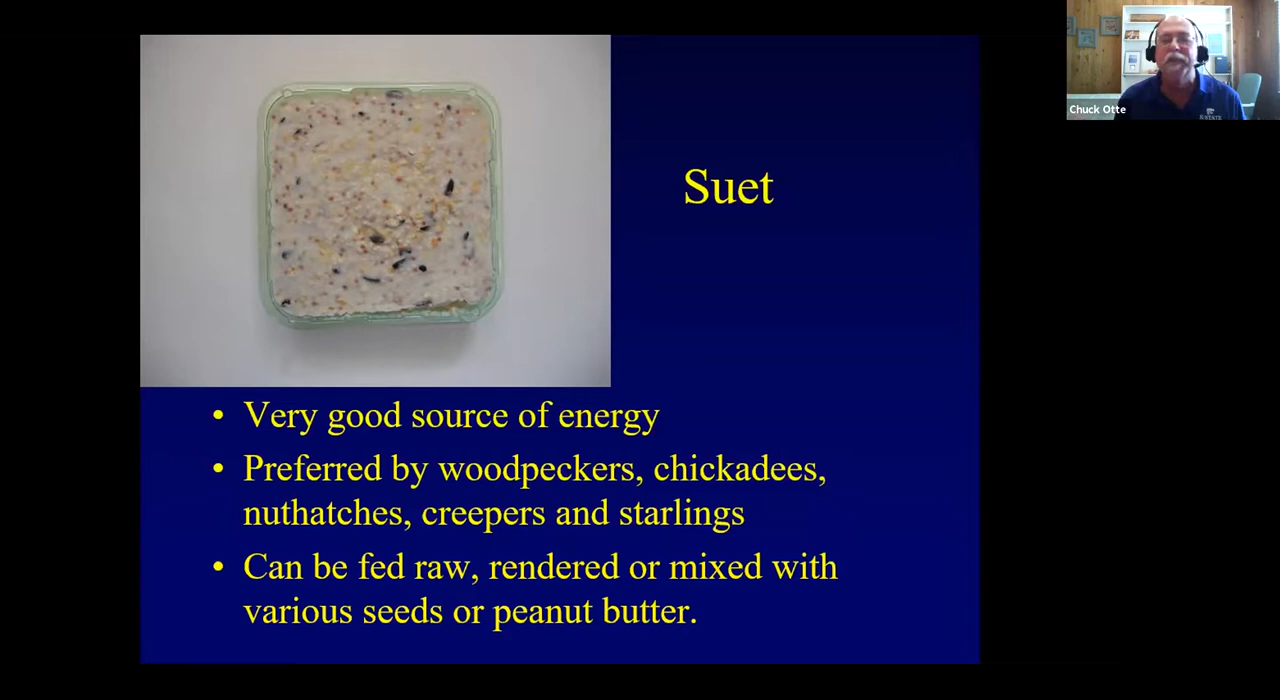 Chuck Otte
Suet
• Very good source of energy
• Preferred by woodpeckers, chickadees,
nuthatches, creepers and starlings
• Can be fed raw, rendered or mixed with
various seeds or peanut butter.